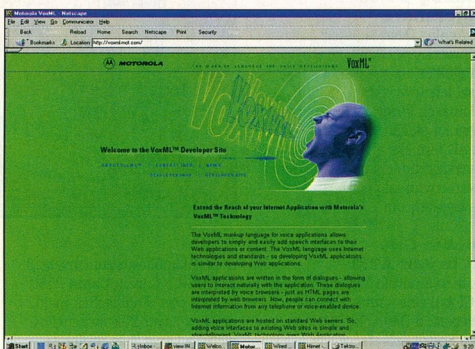 Motorola VoxML - Netscape
File Edit View Go Communicator Help
Back Reload Home Search Netscape Print Security
Bookmarks Location: http://voxml.mot.com/ What's Related
MOTOROLA VoxML™
VoxML
Welcome to the VoxML™ Developer Site
Extend the Reach of your Internet Application with Motorola's
VoxML™ Technology
The VoxML markup language for voice applications allows
developers to simply and easily add speech interfaces to their
Web applications or content. The VoxML language uses Internet
technologies and standards - so developing VoxML applications
is similar to developing Web applications.
VoxML applications are written in the form of dialogues - allowing
users to interact naturally with the application. These dialogues
are interpreted by voice browsers - just as HTML pages are
interpreted by web browsers. Now, people can connect with
Internet information from any telephone or voice-enabled device.
VoxML applications are hosted on standard Web servers. So,
adding voice interfaces to existing Web sites is simple and
Start Inbox Welco... Motor... Wired Himet